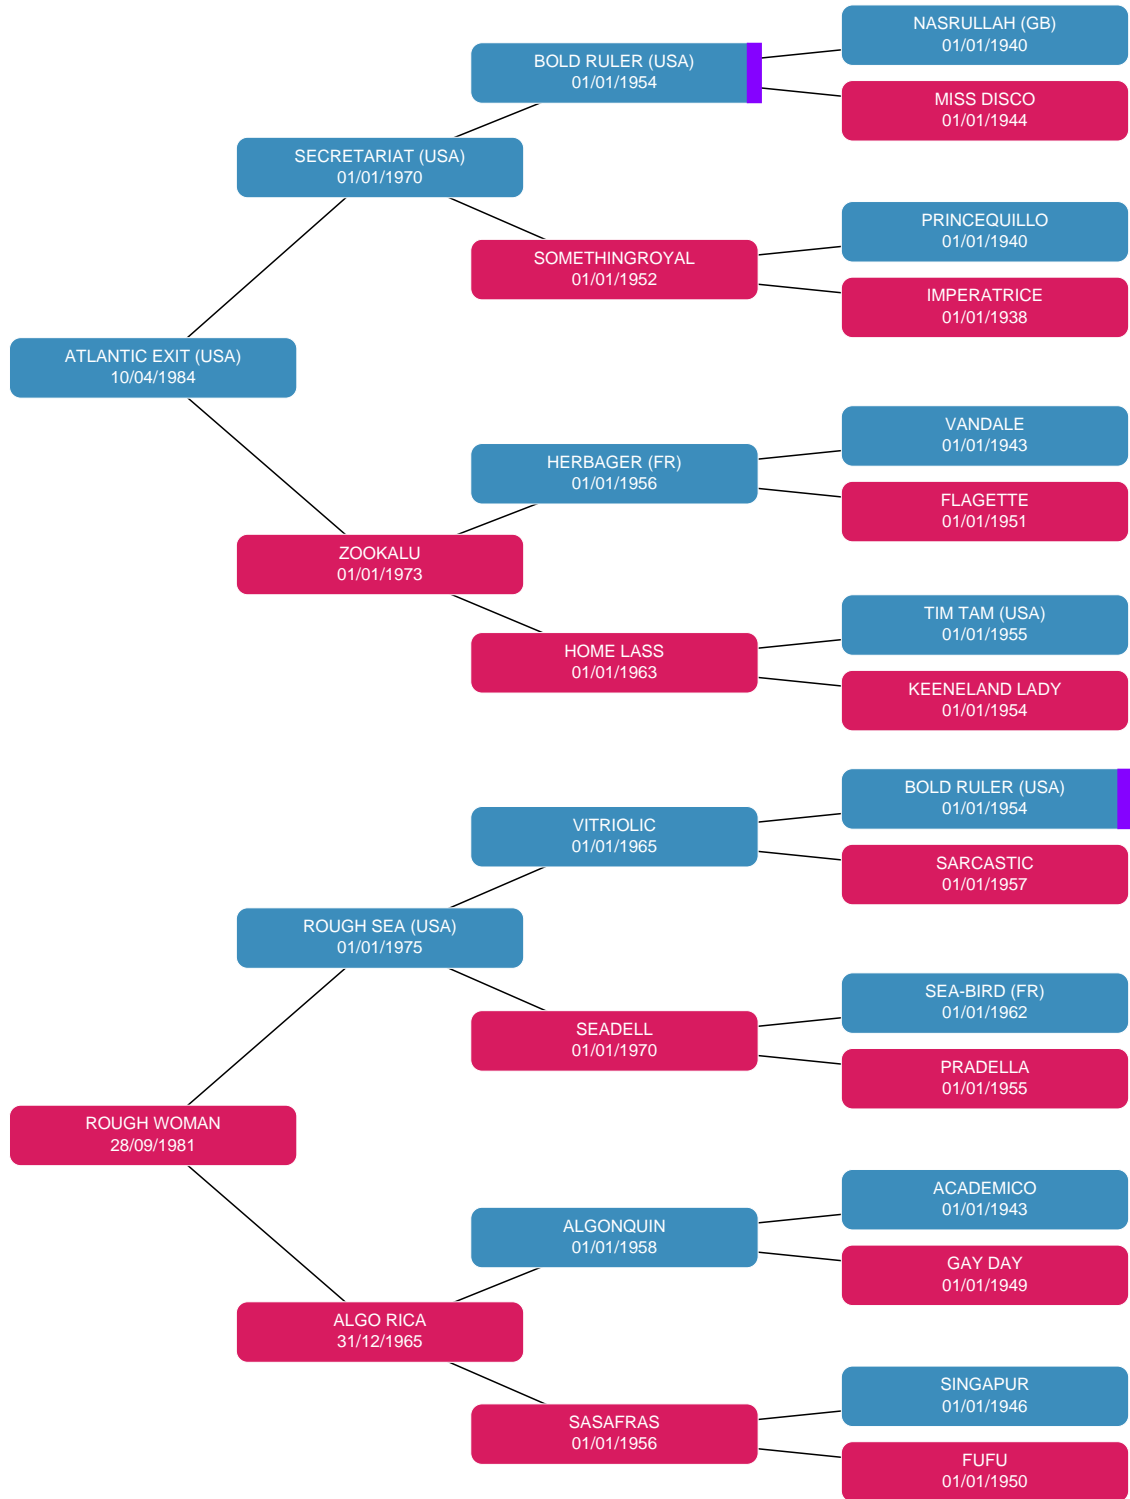 NASRULLAH (GB)
01/01/1940
BOLD RULER (USA)
01/01/1954
MISS DISCO
01/01/1944
SECRETARIAT (USA)
01/01/1970
PRINCEQUILLO
01/01/1940
SOMETHINGROYAL
01/01/1952
IMPERATRICE
01/01/1938
ATLANTIC EXIT (USA)
10/04/1984
VANDALE
01/01/1943
HERBAGER (FR)
01/01/1956
FLAGETTE
01/01/1951
ZOOKALU
01/01/1973
TIM TAM (USA)
01/01/1955
HOME LASS
01/01/1963
KEENELAND LADY
01/01/1954
BOLD RULER (USA)
01/01/1954
VITRIOLIC
01/01/1965
SARCASTIC
01/01/1957
ROUGH SEA (USA)
01/01/1975
SEA-BIRD (FR)
01/01/1962
SEADELL
01/01/1970
PRADELLA
01/01/1955
ROUGH WOMAN
28/09/1981
ACADEMICO
01/01/1943
ALGONQUIN
01/01/1958
GAY DAY
01/01/1949
ALGO RICA
31/12/1965
SINGAPUR
01/01/1946
SASAFRAS
01/01/1956
FUFU
01/01/1950